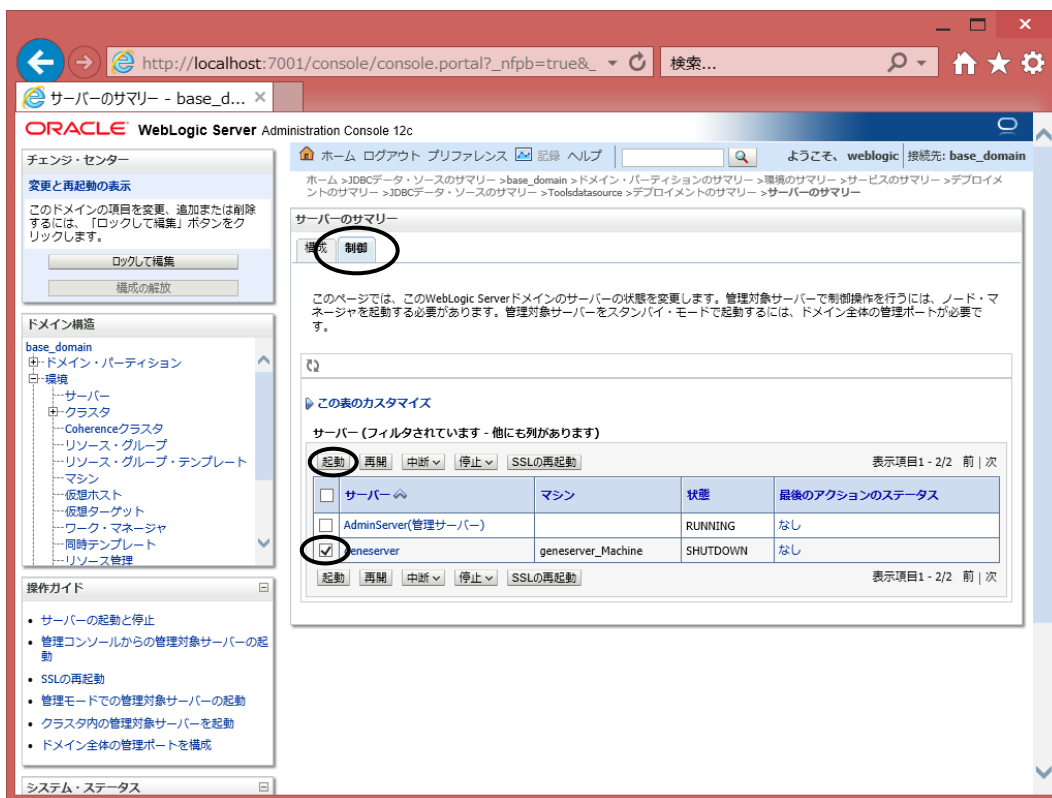 http://localhost:7001/console/console.portal?_nfpb=true&_
検索...
サーバーのサマリー - base_d...
ORACLE WebLogic Server Administration Console 12c
チェンジ・センター
変更と再起動の表示
このドメインの項目を変更、追加または削除
するには、「ロックして編集」ボタンをク
リックします。
ロックして編集
構成の解放
ドメイン構造
base_domain
ドメイン・パーティション
環境
サーバー
クラスタ
Coherenceクラスタ
リソース・グループ
リソース・グループ・テンプレート
マシン
仮想ホスト
仮想ターゲット
ワーク・マネージャ
同時テンプレート
リソース管理
操作ガイド
サーバーの起動と停止
管理コンソールからの管理対象サーバーの起
動
SSLの再起動
管理モードでの管理対象サーバーの起動
クラスタ内の管理対象サーバーを起動
ドメイン全体の管理ポートを構成
システム・ステータス
ホーム ログアウト プリファレンス 記録 ヘルプ
ようこそ、 weblogic 接続先: base_domain
ホーム >JDBCデータ・ソースのサマリー >base_domain >ドメイン・パーティションのサマリー >環境のサマリー >サービスのサマリー >デプロイメ
ントのサマリー >JDBCデータ・ソースのサマリー >Toolsdatasource >デプロイメントのサマリー >サーバーのサマリー
サーバーのサマリー
構成 制御
このページでは、このWebLogic Serverドメインのサーバーの状態を変更します。管理対象サーバーで制御操作を行うには、ノード・マ
ネージャを起動する必要があります。管理対象サーバーをスタンバイ・モードで起動するには、ドメイン全体の管理ポートが必要で
す。
この表のカスタマイズ
サーバー (フィルタされています - 他にも列があります)
起動 再開 中断 停止 SSLの再起動 表示項目1 - 2/2 前 | 次
サーバー マシン 状態 最後のアクションのステータス
AdminServer(管理サーバー) RUNNING なし
geneserver geneserver_Machine SHUTDOWN なし
起動 再開 中断 停止 SSLの再起動 表示項目1 - 2/2 前 | 次